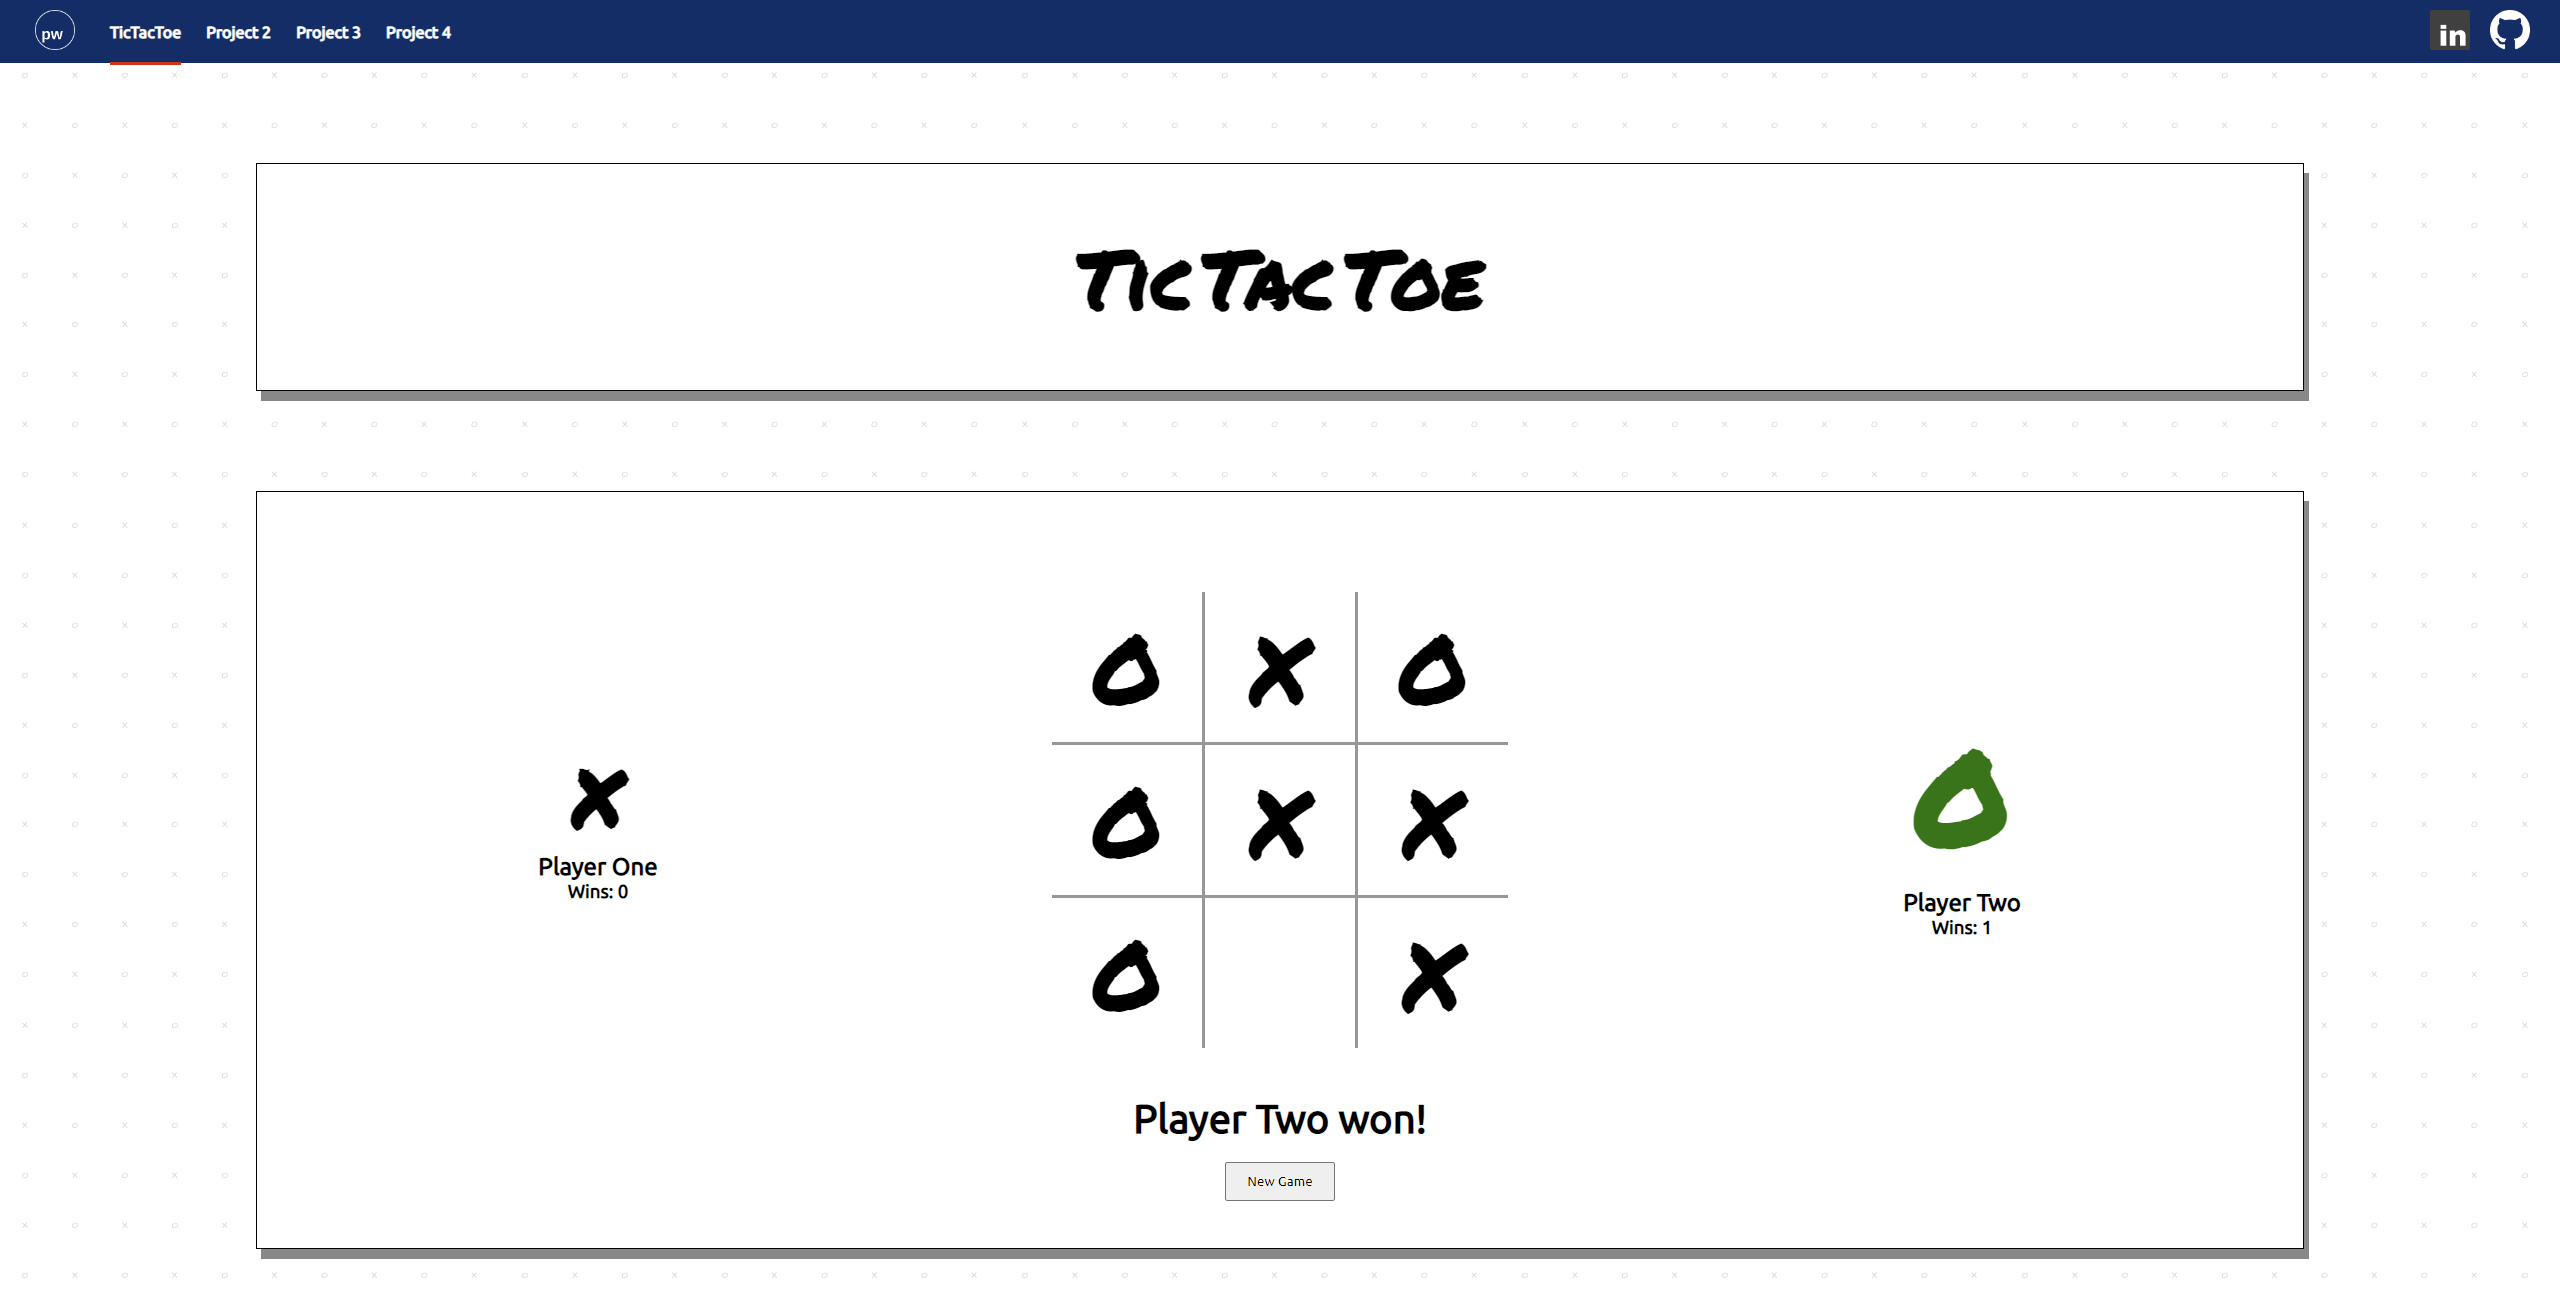 pw TicTacToe Project 2 Project 3 Project 4 in
TicTacToe
O X O
O X X
O X
X
Player One
Wins: 0
O
Player Two
Wins: 1
Player Two won!
New Game